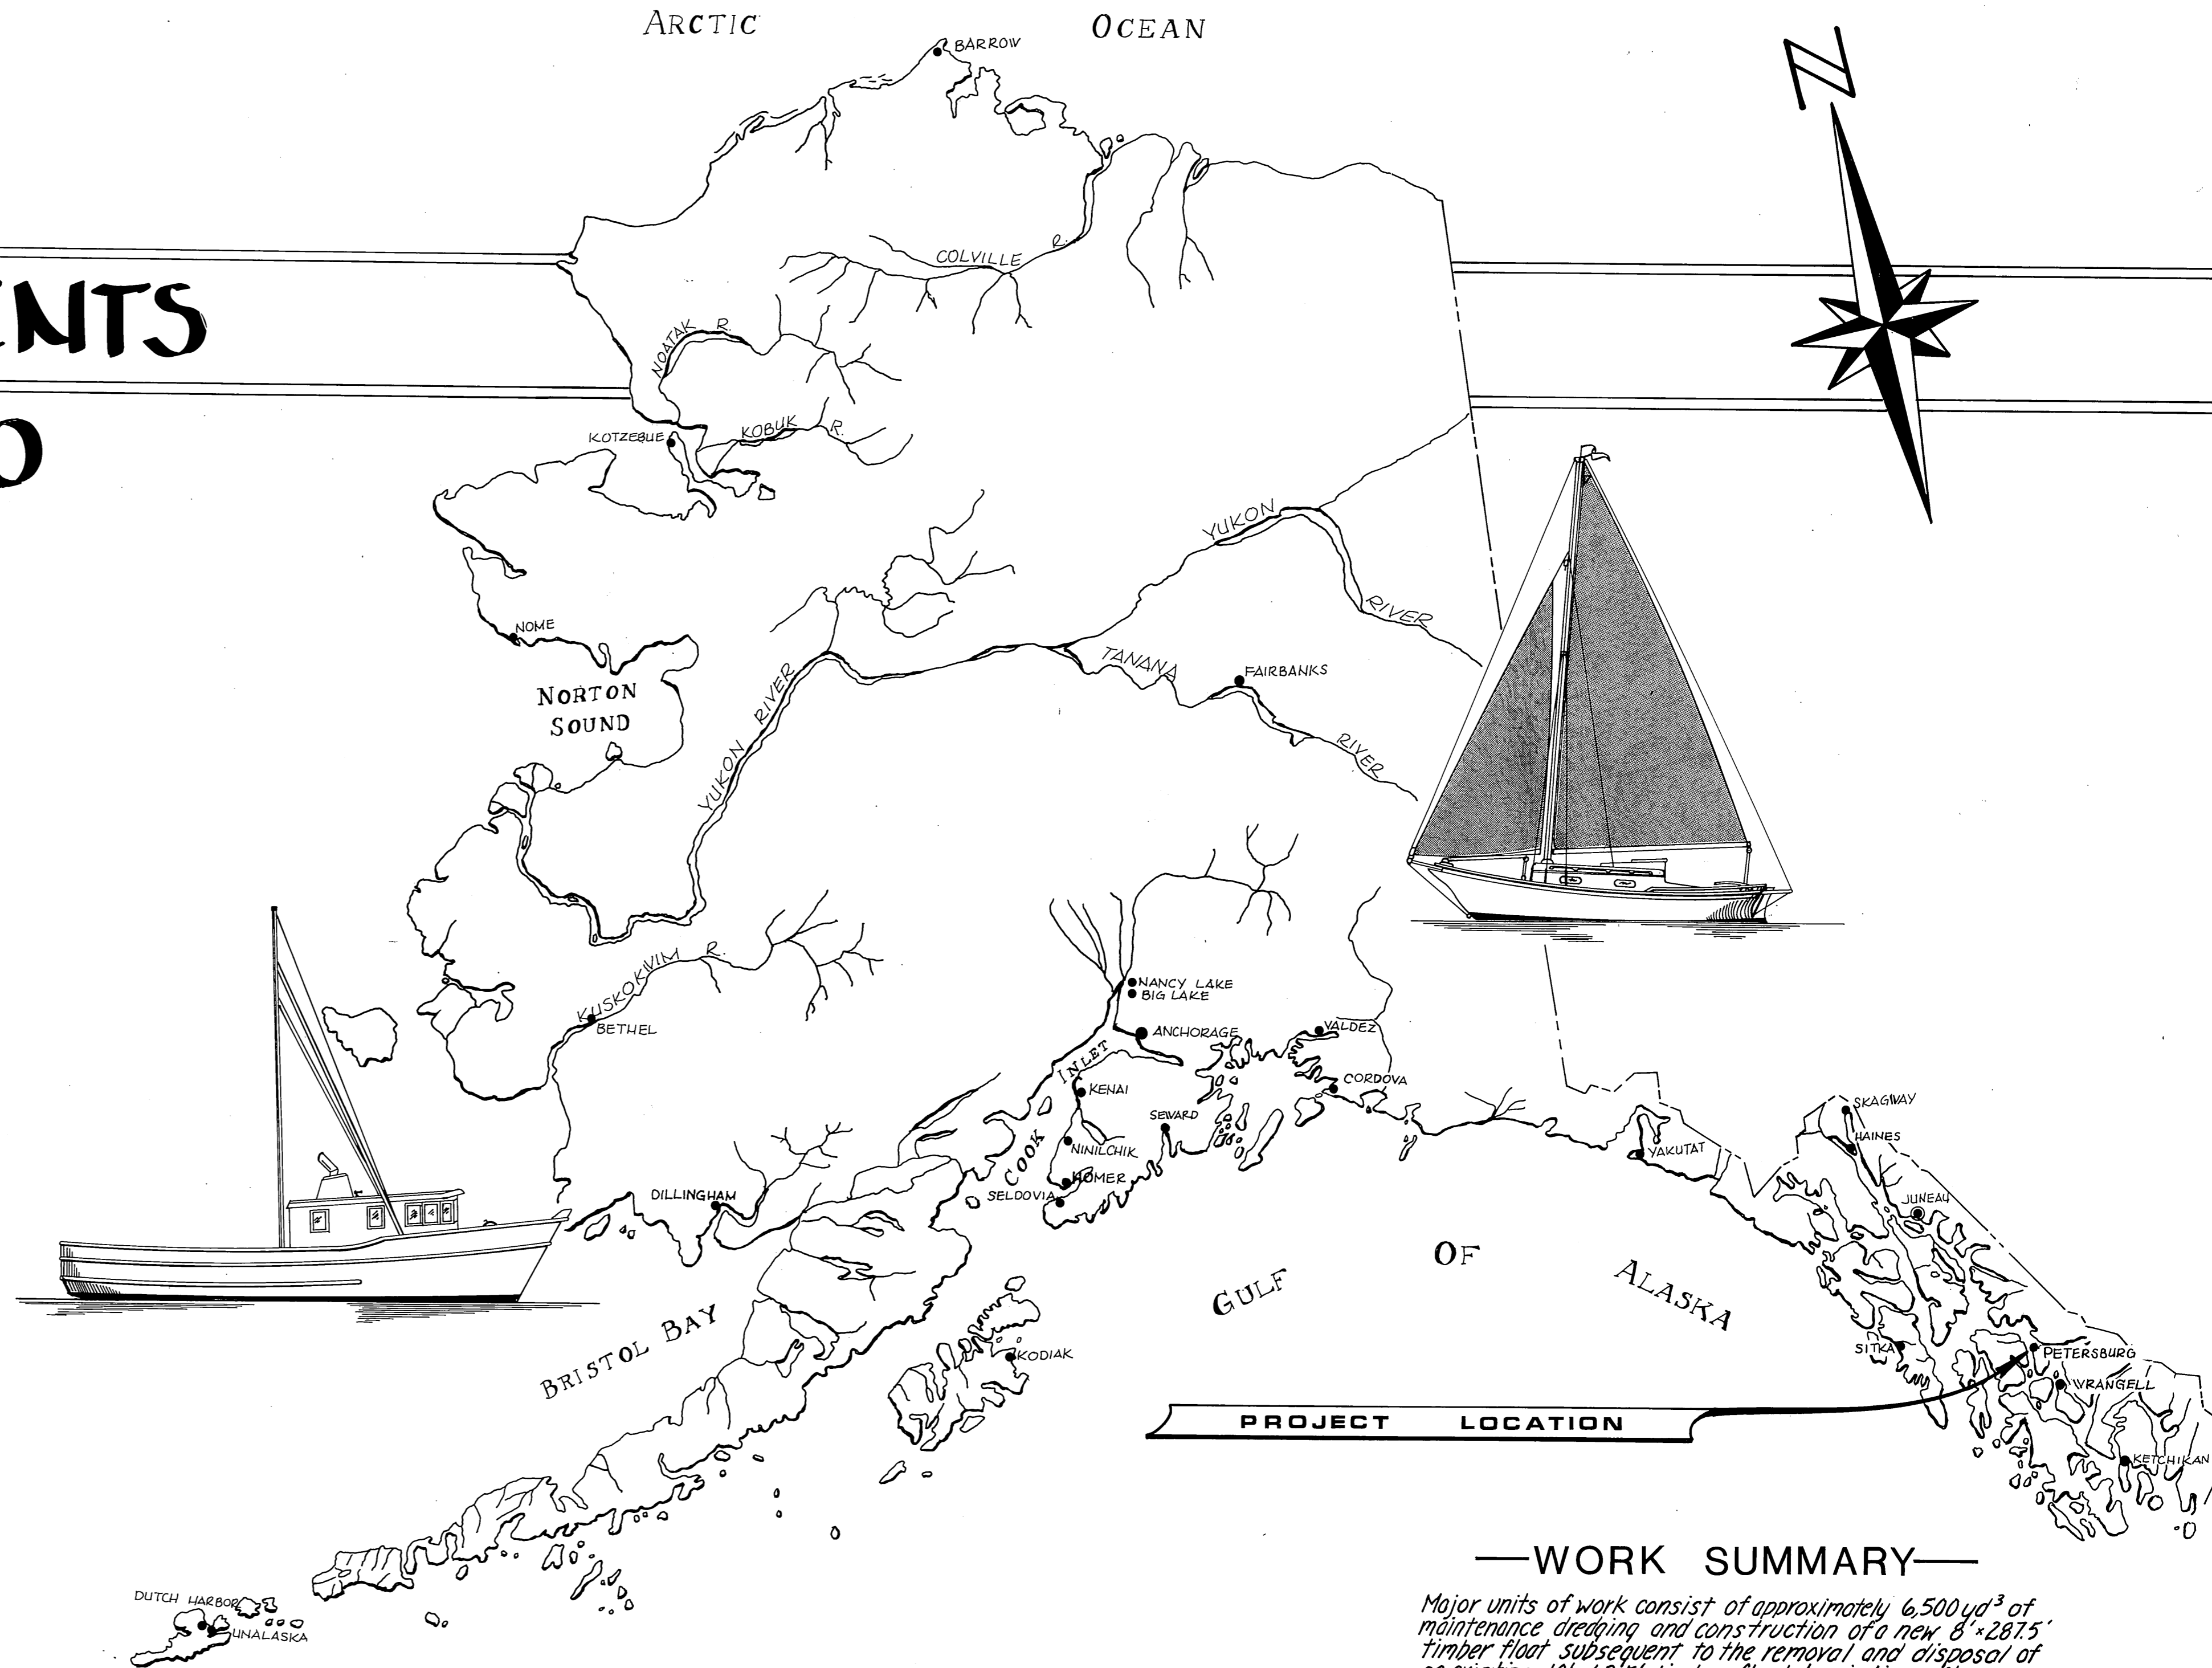 ARCTIC OCEAN
BARROW
N
COLVILLE R.
NTS
NOATAK R.
KOTZEBUE
KOBUK R.
O
YUKON
RIVER
NOME
TANANA
FAIRBANKS
RIVER
NORTON
SOUND
YUKON RIVER
KUSKOKWIM R.
BETHEL
NANCY LAKE
BIG LAKE
ANCHORAGE
VALDEZ
COOK INLET
KENAI
CORDOVA
SEWARD
SKAGWAY
HAINES
NINILCHIK
YAKUTAT
HOMER
DILLINGHAM
SELDOVIA
JUNEAU
GULF OF ALASKA
BRISTOL BAY
KODIAK
SITKA
PETERSBURG
WRANGELL
PROJECT LOCATION
KETCHIKAN
DUTCH HARBOR
UNALASKA
WORK SUMMARY
Major units of work consist of approximately 6,500 yd³ of
maintenance dredging and construction of a new 8'×287.5'
timber float subsequent to the removal and disposal of